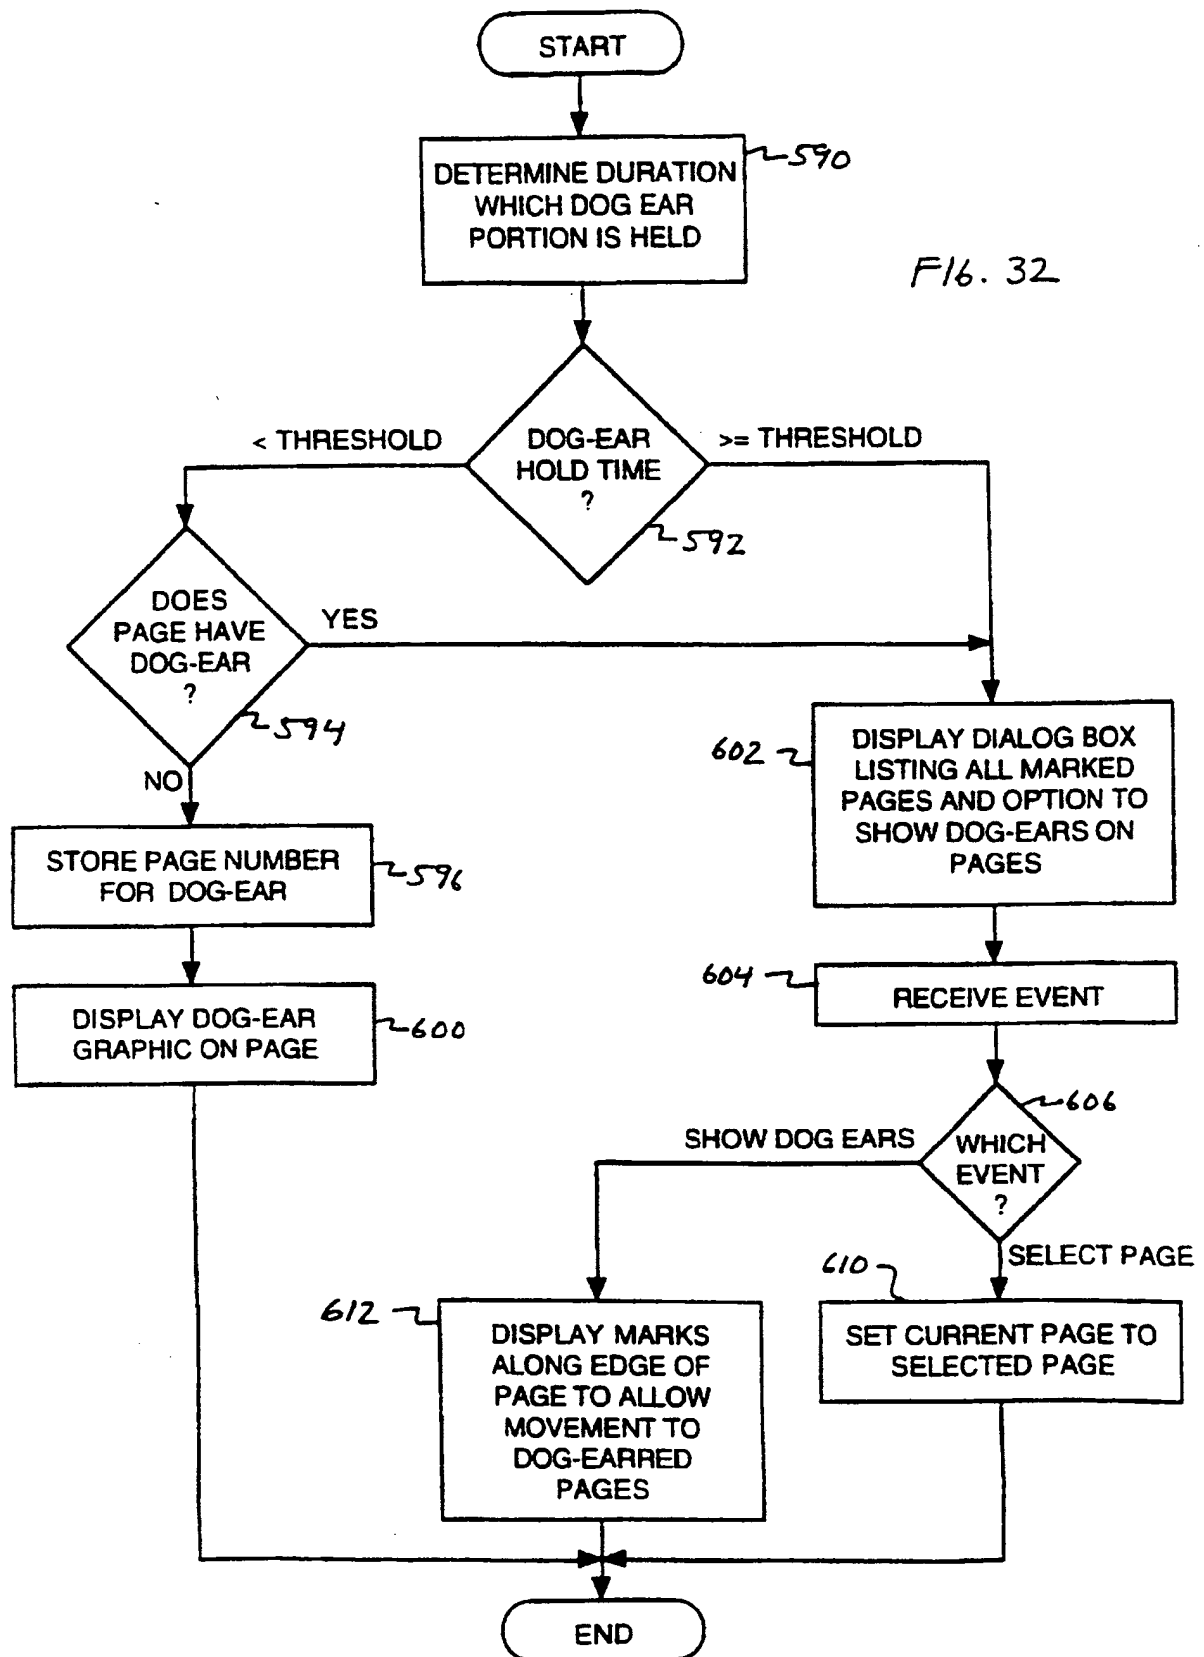 START
DETERMINE DURATION
WHICH DOG EAR
PORTION IS HELD
590
FIG. 32
< THRESHOLD
DOG-EAR
HOLD TIME
?
>= THRESHOLD
592
DOES
PAGE HAVE
DOG-EAR
?
YES
594
NO
602
DISPLAY DIALOG BOX
LISTING ALL MARKED
PAGES AND OPTION TO
SHOW DOG-EARS ON
PAGES
STORE PAGE NUMBER
FOR DOG-EAR
596
604
RECEIVE EVENT
DISPLAY DOG-EAR
GRAPHIC ON PAGE
600
606
SHOW DOG EARS
WHICH
EVENT
?
SELECT PAGE
610
612
DISPLAY MARKS
ALONG EDGE OF
PAGE TO ALLOW
MOVEMENT TO
DOG-EARRED
PAGES
SET CURRENT PAGE TO
SELECTED PAGE
END